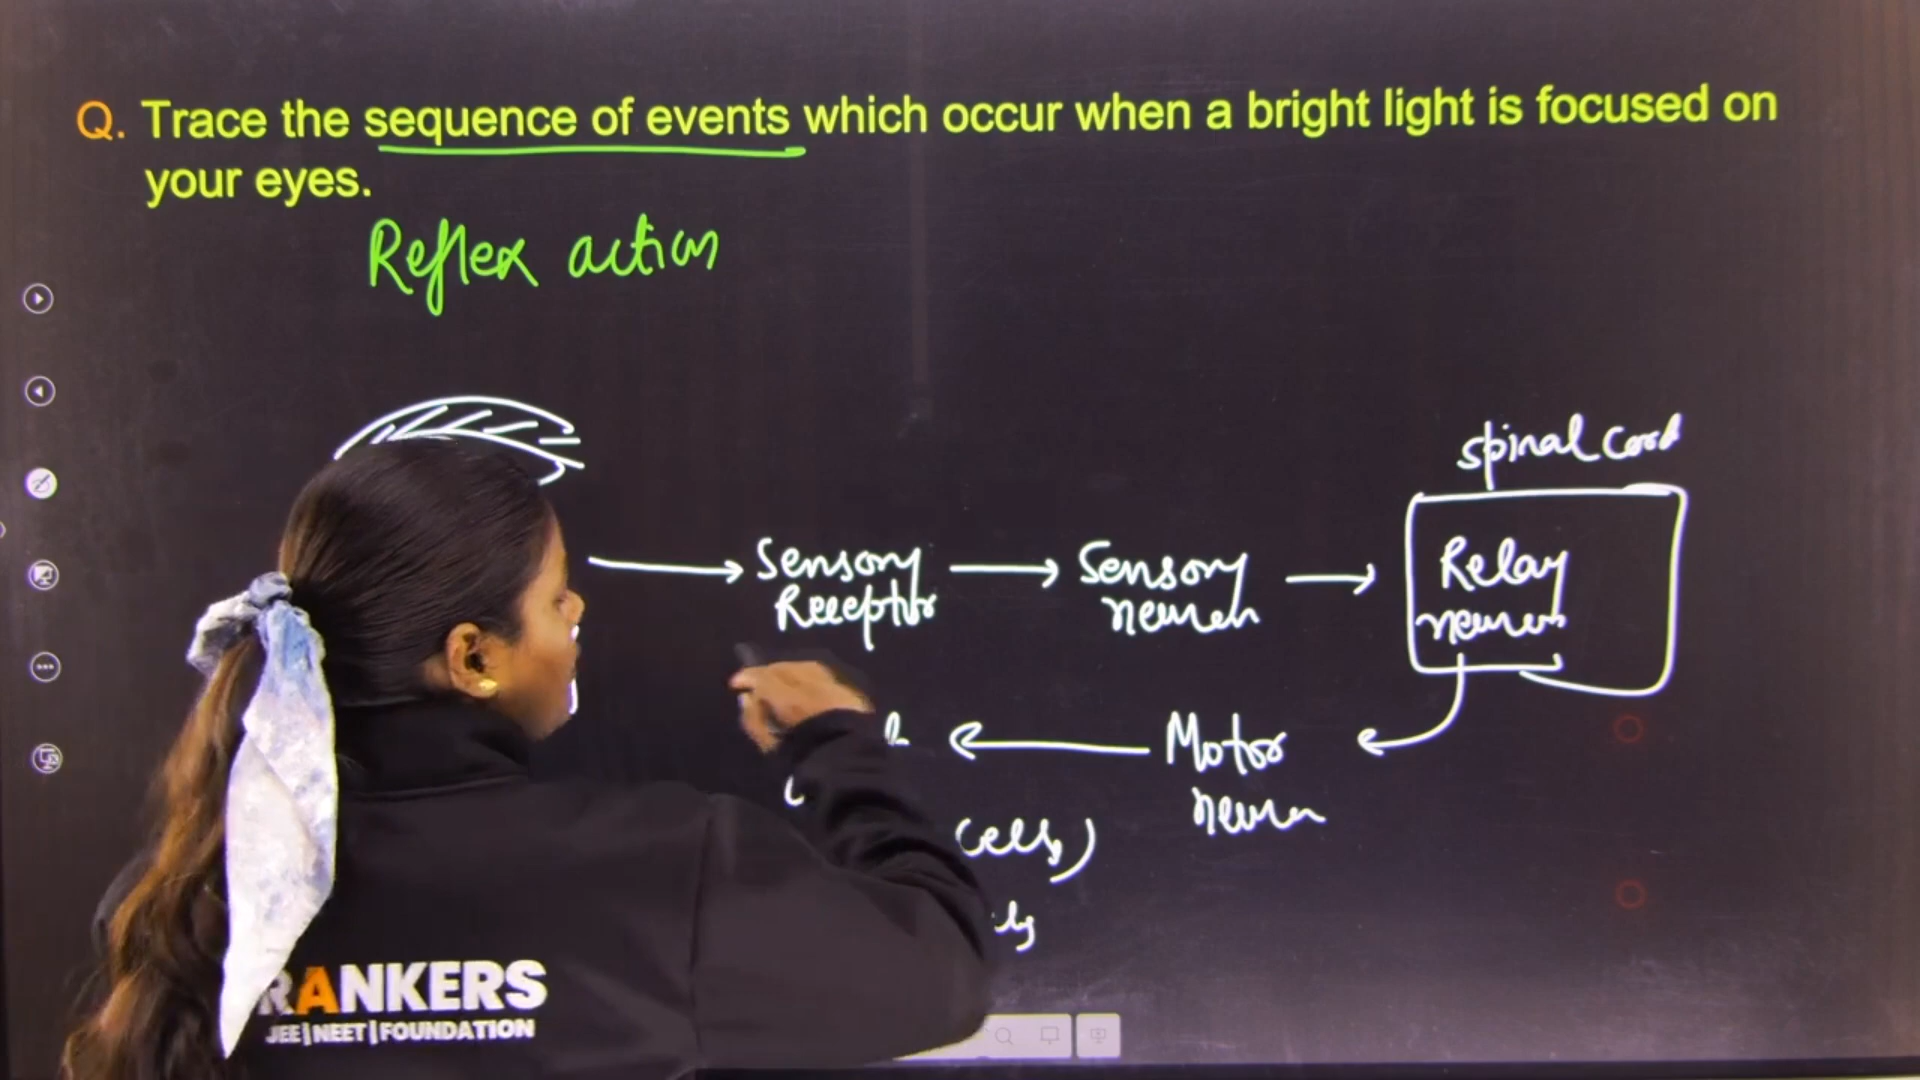 Q. Trace the sequence of events which occur when a bright light is focused on
your eyes.
Reflex action
spinal cord
Sensory
Receptor
Sensory
neuron
Relay
neuron
Motor
neuron
cells)
RANKERS
JEE|NEET|FOUNDATION